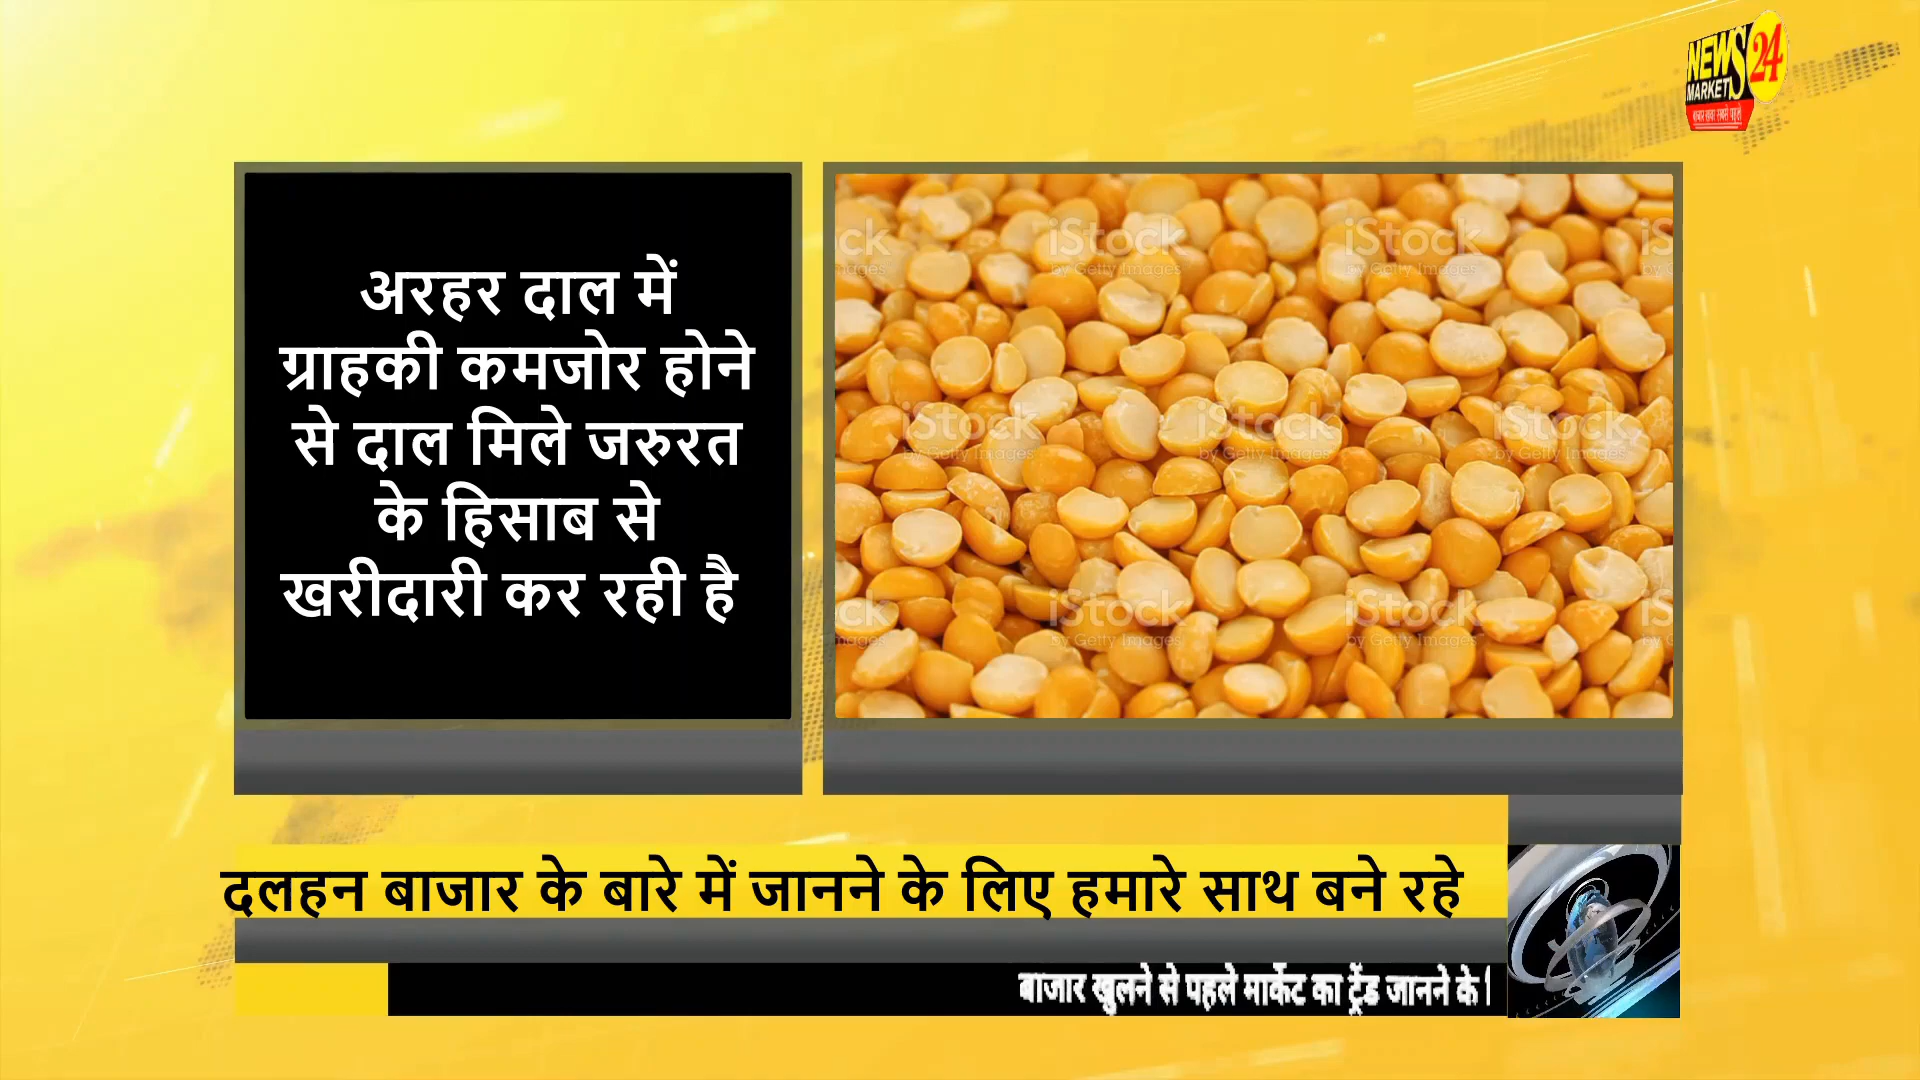 NEWS 24
MARKET
अरहर दाल में
ग्राहकी कमजोर होने
से दाल मिले जरुरत
के हिसाब से
खरीदारी कर रही है
iStock
by Getty Images
दलहन बाजार के बारे में जानने के लिए हमारे साथ बने रहे
बाजार खुलने से पहले मार्केट का ट्रेंड जानने के